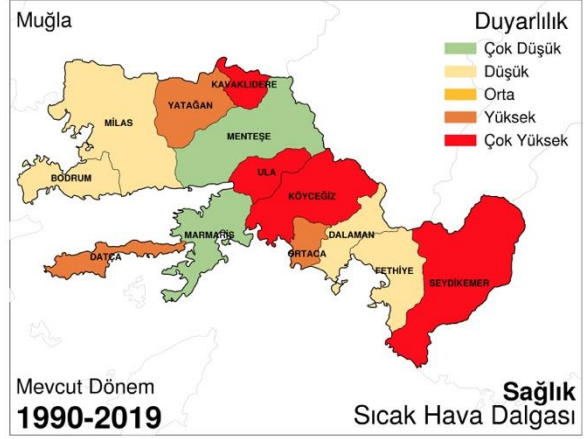 Muğla
Duyarlılık
Çok Düşük
Düşük
Orta
Yüksek
Çok Yüksek
KAVAKLIDERE
YATAĞAN
MİLAS
MENTEŞE
BODRUM
ULA
KÖYCEĞİZ
MARMARİS
DALAMAN
DATÇA
ORTACA
FETHİYE
SEYDİKEMER
Mevcut Dönem
1990-2019
Sağlık
Sıcak Hava Dalgası